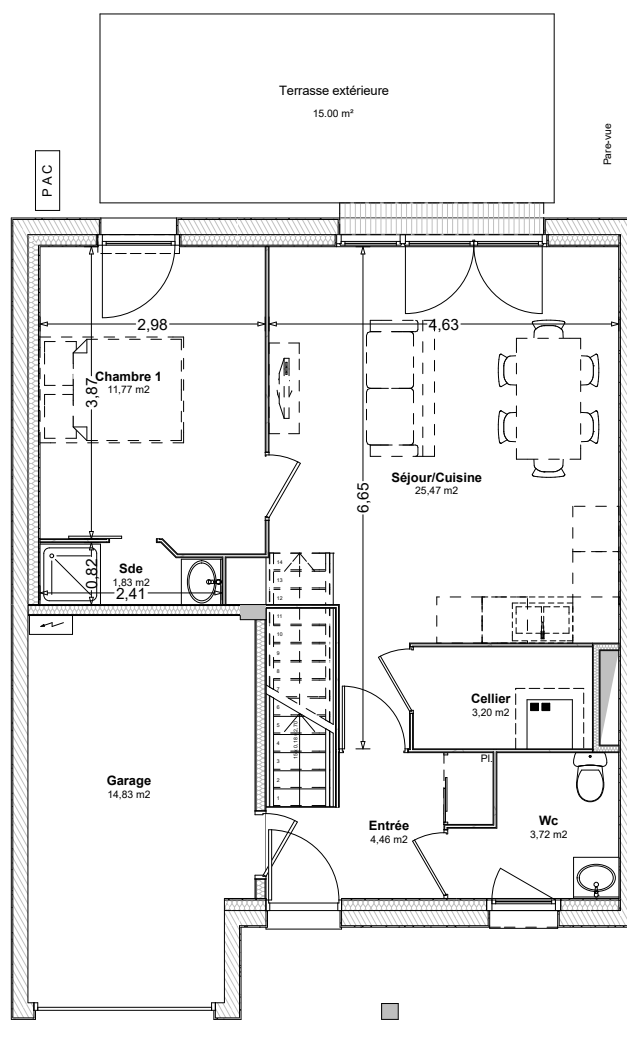 Terrasse extérieure
15.00 m²
Pare-vue
PAC
2,98
4,63
Chambre 1
11,77 m2
3,87
Séjour/Cuisine
25,47 m2
6,65
Sde
1,83 m2
0,82
2,41
14
13
12
11
10
9
8
7
6
5
4
3
2
1
Cellier
3,20 m2
Pl.
Garage
14,83 m2
Entrée
4,46 m2
Wc
3,72 m2